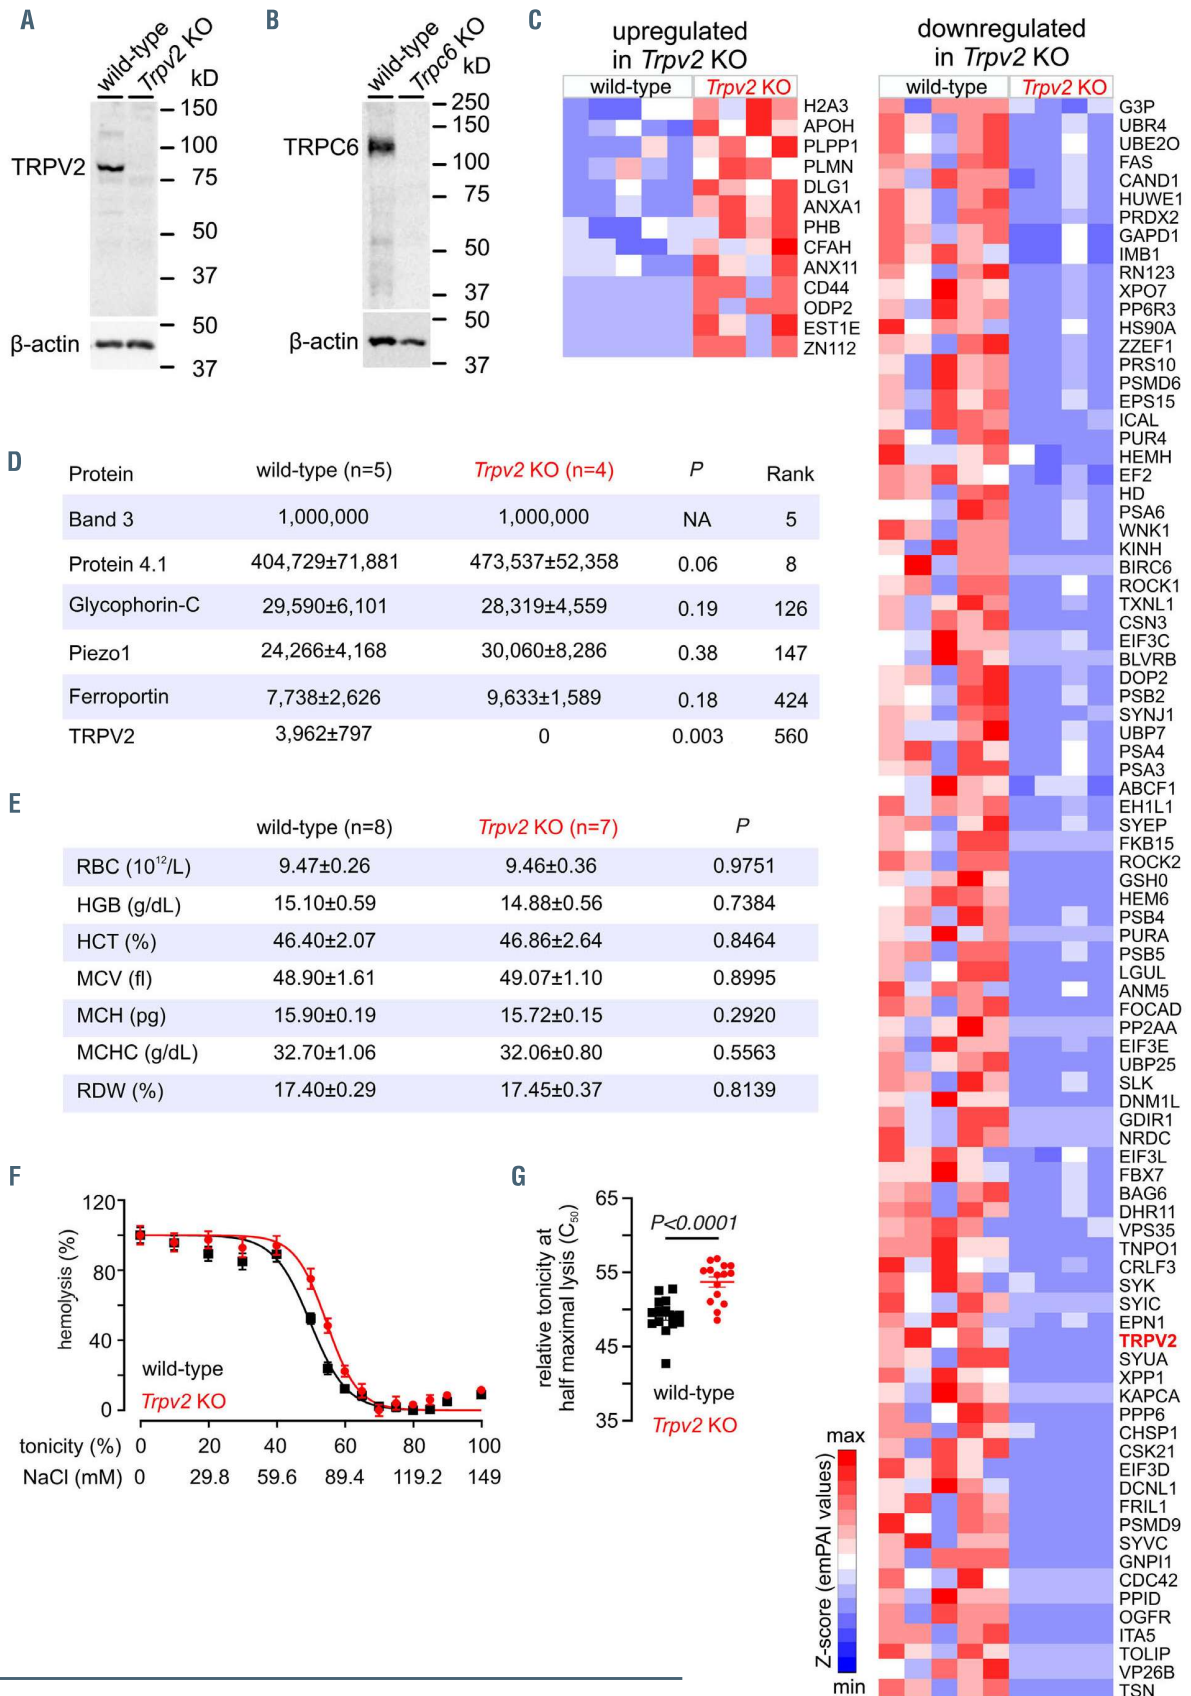 A
wild-type
Trpv2 KO
kD
150
100
TRPV2
75
50
37
50
β-actin
37
B
wild-type
Trpc6 KO
kD
250
150
TRPC6
100
75
50
37
50
β-actin
37
C
upregulated
in Trpv2 KO
wild-type
Trpv2 KO
H2A3
APOH
PLPP1
PLMN
DLG1
ANXA1
PHB
CFAH
ANX11
CD44
ODP2
EST1E
ZN112
downregulated
in Trpv2 KO
wild-type
Trpv2 KO
G3P
UBR4
UBE2O
FAS
CAND1
HUWE1
PRDX2
GAPD1
IMB1
RN123
XPO7
PP6R3
HS90A
ZZEF1
PRS10
PSMD6
EPS15
ICAL
PUR4
HEMH
EF2
HD
PSA6
WNK1
KINH
BIRC6
ROCK1
TXNL1
CSN3
EIF3C
BLVRB
DOP2
PSB2
SYNJ1
UBP7
PSA4
PSA3
ABCF1
EH1L1
SYEP
FKB15
ROCK2
GSH0
HEM6
PSB4
PURA
PSB5
LGUL
ANM5
FOCAD
PP2AA
EIF3E
UBP25
SLK
DNM1L
GDIR1
NRDC
EIF3L
FBX7
BAG6
DHR11
VPS35
TNPO1
CRLF3
SYK
SYIC
EPN1
TRPV2
SYUA
XPP1
KAPCA
PPP6
CHSP1
CSK21
EIF3D
DCNL1
FRIL1
PSMD9
SYVC
GNPI1
CDC42
PPID
OGFR
ITA5
TOLIP
VP26B
TSN
max
Z-score (emPAI values)
min
D
Protein wild-type (n=5) Trpv2 KO (n=4) P Rank
Band 3 1,000,000 1,000,000 NA 5
Protein 4.1 404,729±71,881 473,537±52,358 0.06 8
Glycophorin-C 29,590±6,101 28,319±4,559 0.19 126
Piezo1 24,266±4,168 30,060±8,286 0.38 147
Ferroportin 7,738±2,626 9,633±1,589 0.18 424
TRPV2 3,962±797 0 0.003 560
E
wild-type (n=8) Trpv2 KO (n=7) P
RBC (10¹²/L) 9.47±0.26 9.46±0.36 0.9751
HGB (g/dL) 15.10±0.59 14.88±0.56 0.7384
HCT (%) 46.40±2.07 46.86±2.64 0.8464
MCV (fl) 48.90±1.61 49.07±1.10 0.8995
MCH (pg) 15.90±0.19 15.72±0.15 0.2920
MCHC (g/dL) 32.70±1.06 32.06±0.80 0.5563
RDW (%) 17.40±0.29 17.45±0.37 0.8139
F
hemolysis (%)
120
80
40
0
wild-type
Trpv2 KO
tonicity (%) 0 20 40 60 80 100
NaCl (mM) 0 29.8 59.6 89.4 119.2 149
G
relative tonicity at
half maximal lysis (C₅₀)
65
55
45
35
P<0.0001
wild-type
Trpv2 KO